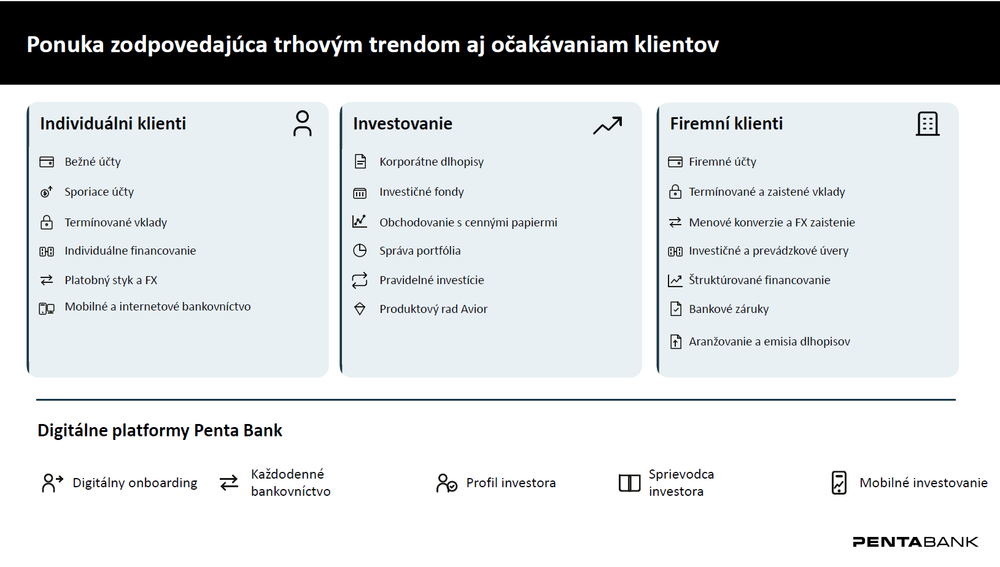 Ponuka zodpovedajúca trhovým trendom aj očakávaniam klientov
Individuálni klienti
Bežné účty
Sporiace účty
Termínované vklady
Individuálne financovanie
Platobný styk a FX
Mobilné a internetové bankovníctvo
Investovanie
Korporátne dlhopisy
Investičné fondy
Obchodovanie s cennými papiermi
Správa portfólia
Pravidelné investície
Produktový rad Avior
Firemní klienti
Firemné účty
Termínované a zaistené vklady
Menové konverzie a FX zaistenie
Investičné a prevádzkové úvery
Štruktúrované financovanie
Bankové záruky
Aranžovanie a emisia dlhopisov
Digitálne platformy Penta Bank
Digitálny onboarding
Každodenné
bankovníctvo
Profil investora
Sprievodca
investora
Mobilné investovanie
PENTABANK